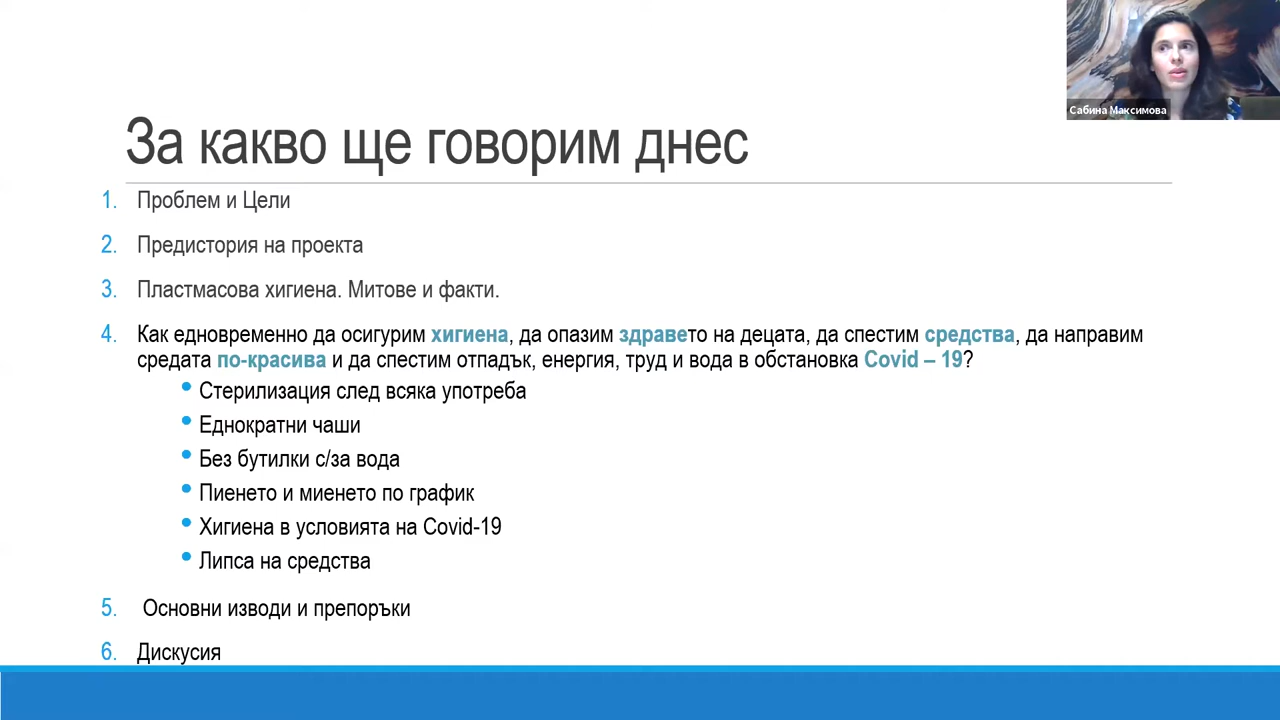 Сабина Максимова
За какво ще говорим днес
1. Проблем и Цели
2. Предистория на проекта
3. Пластмасова хигиена. Митове и факти.
4. Как едновременно да осигурим хигиена, да опазим здравето на децата, да спестим средства, да направим
средата по-красива и да спестим отпадък, енергия, труд и вода в обстановка Covid – 19?
• Стерилизация след всяка употреба
• Еднократни чаши
• Без бутилки с/за вода
• Пиенето и миенето по график
• Хигиена в условията на Covid-19
• Липса на средства
5. Основни изводи и препоръки
6. Дискусия